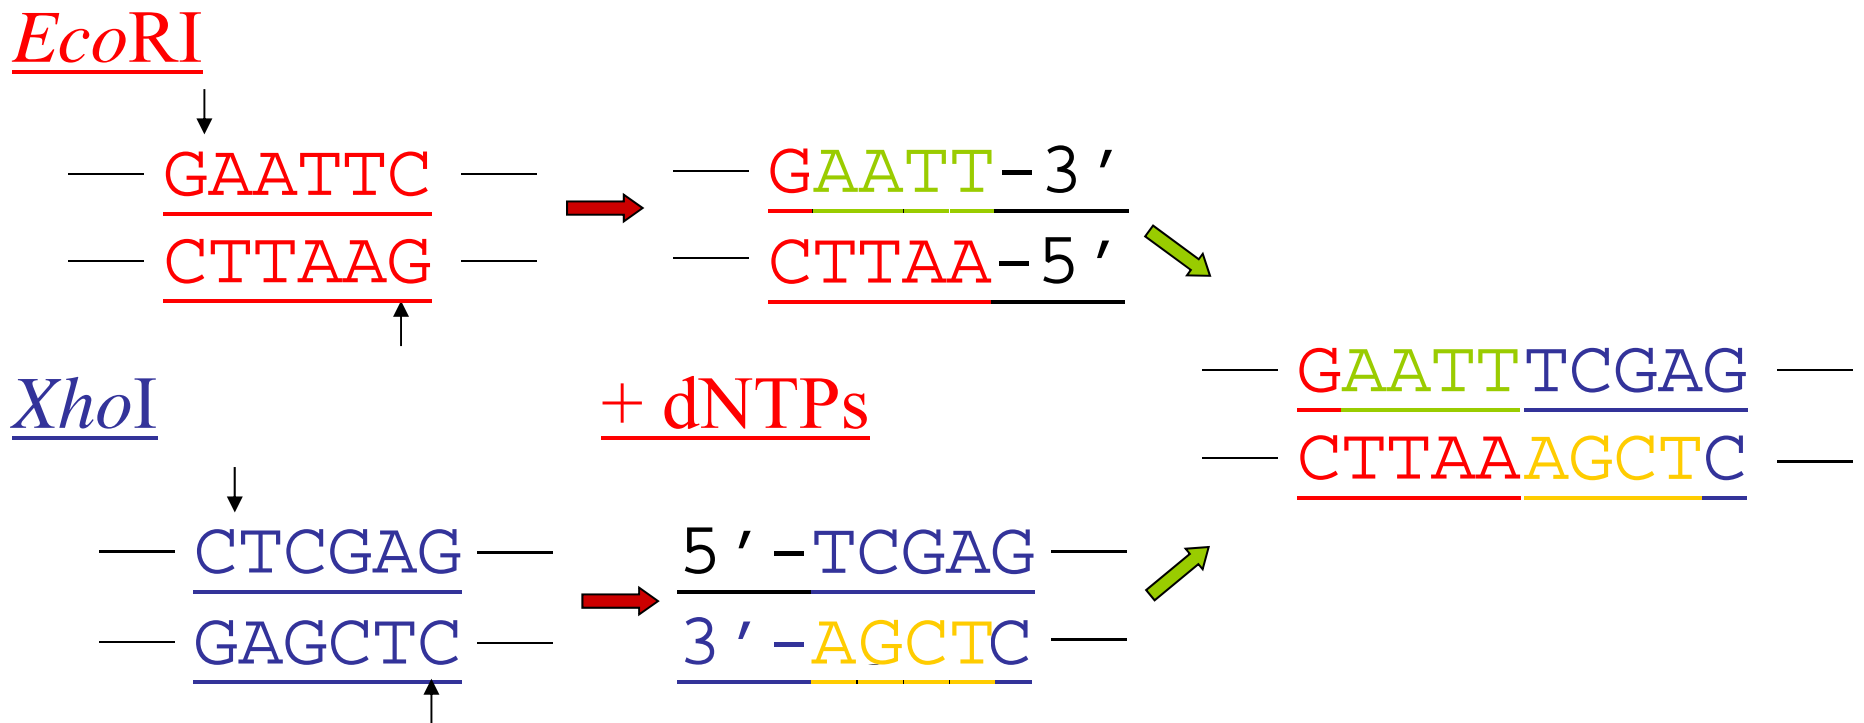 EcoRI
GAATTC
CTTAAG
GAATT-3′
CTTAA-5′
XhoI
+ dNTPs
CTCGAG
GAGCTC
5′-TCGAG
3′-AGCTC
GAATTTCGAG
CTTAAAGCTC